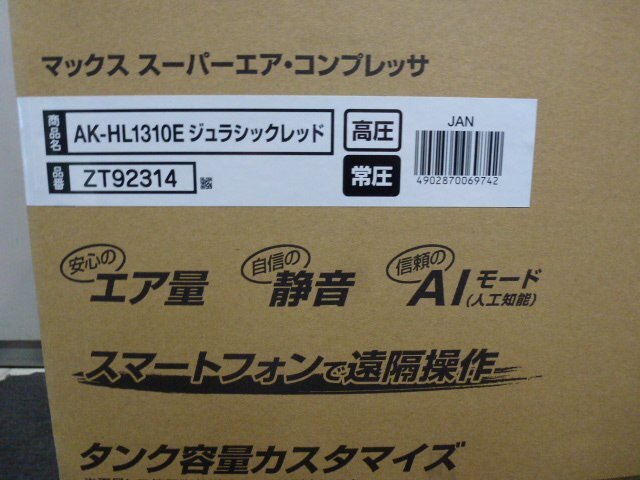 マックス スーパーエア・コンプレッサ
商品名 AK-HL1310E ジュラシックレッド 高圧 JAN
品番 ZT92314 常圧 4902870069742
安心の エア量 自信の 静音 信頼の AIモード(人工知能)
スマートフォンで遠隔操作
タンク容量カスタマイズ